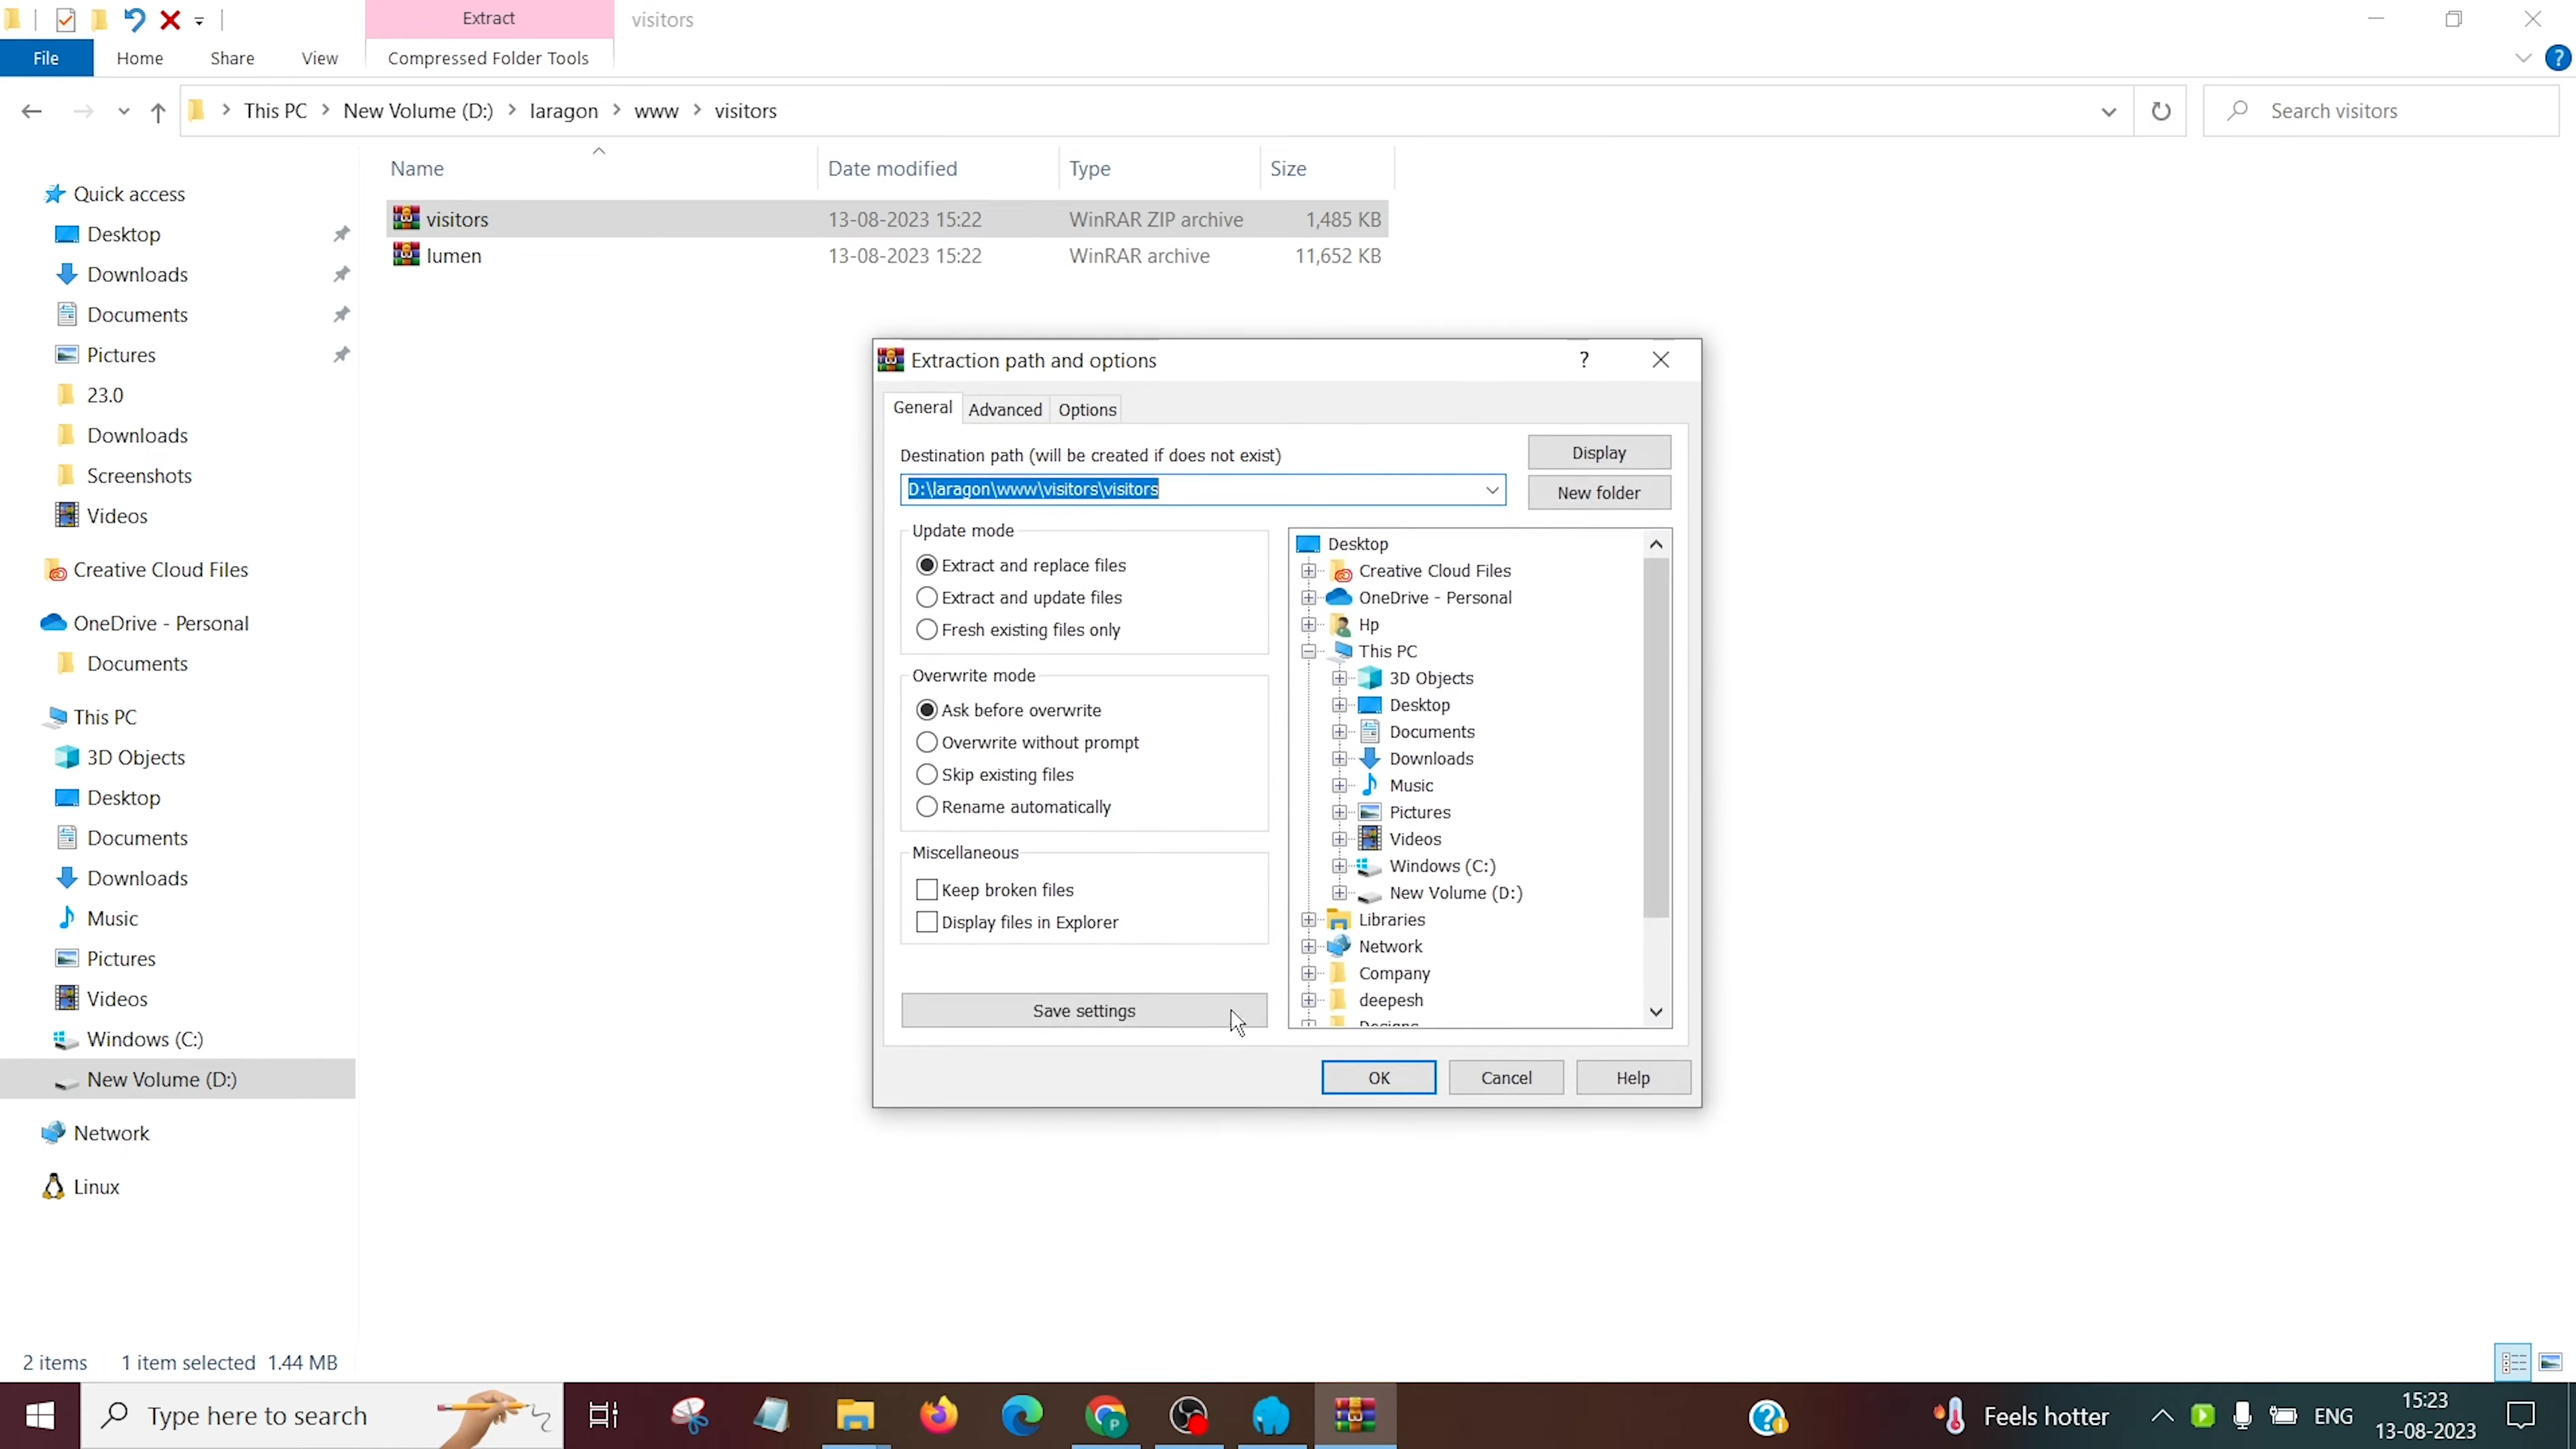 Extract
visitors
File
Home
Share
View
Compressed Folder Tools
This PC
New Volume (D:)
laragon
www
visitors
Search visitors
Name
Date modified
Type
Size
visitors 13-08-2023 15:22 WinRAR ZIP archive 1,485 KB
lumen 13-08-2023 15:22 WinRAR archive 11,652 KB
Quick access
Desktop
Downloads
Documents
Pictures
23.0
Downloads
Screenshots
Videos
Creative Cloud Files
OneDrive - Personal
Documents
This PC
3D Objects
Desktop
Documents
Downloads
Music
Pictures
Videos
Windows (C:)
New Volume (D:)
Network
Linux
Extraction path and options
?
General
Advanced
Options
Destination path (will be created if does not exist)
Display
D:\laragon\www\visitors\visitors
New folder
Update mode
Extract and replace files
Extract and update files
Fresh existing files only
Overwrite mode
Ask before overwrite
Overwrite without prompt
Skip existing files
Rename automatically
Miscellaneous
Keep broken files
Display files in Explorer
Save settings
Desktop
Creative Cloud Files
OneDrive - Personal
Hp
This PC
3D Objects
Desktop
Documents
Downloads
Music
Pictures
Videos
Windows (C:)
New Volume (D:)
Libraries
Network
Company
deepesh
Designs
OK
Cancel
Help
2 items
1 item selected 1.44 MB
Type here to search
Feels hotter
ENG
15:23
13-08-2023